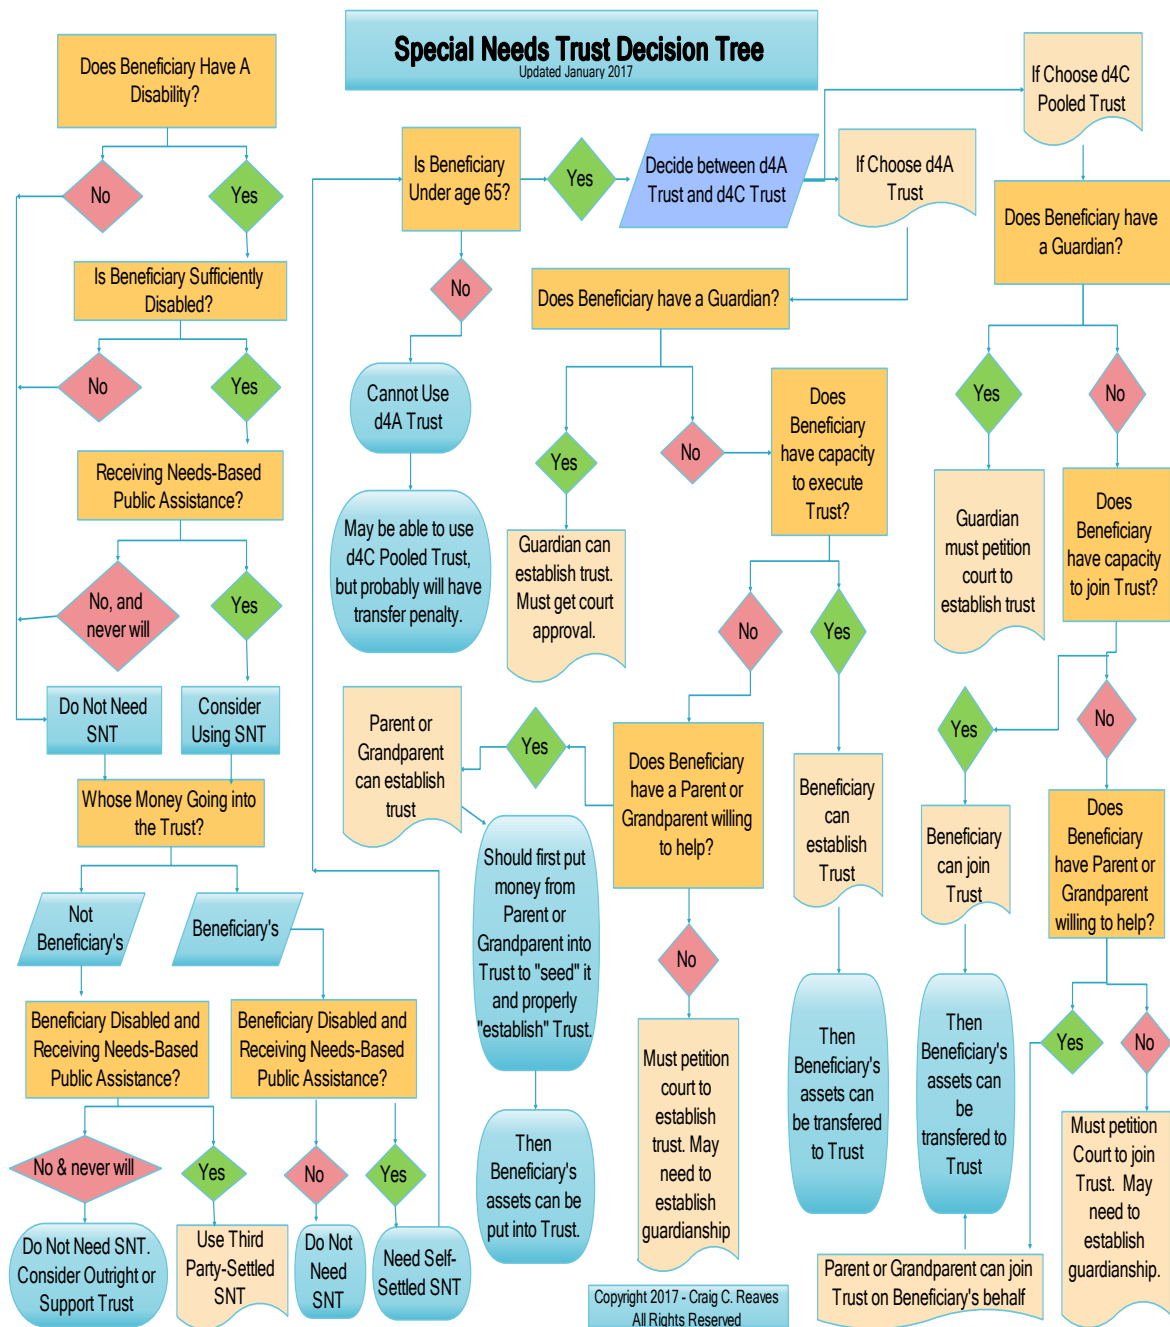 Special Needs Trust Decision Tree
Updated January 2017
Does Beneficiary Have A
Disability?
No
Yes
Is Beneficiary Sufficiently
Disabled?
No
Yes
Receiving Needs-Based
Public Assistance?
No, and
never will
Yes
Do Not Need
SNT
Consider
Using SNT
Whose Money Going into
the Trust?
Not
Beneficiary's
Beneficiary's
Beneficiary Disabled and
Receiving Needs-Based
Public Assistance?
Beneficiary Disabled and
Receiving Needs-Based
Public Assistance?
No & never will
Yes
No
Yes
Do Not Need SNT.
Consider Outright or
Support Trust
Use Third
Party-Settled
SNT
Do Not
Need
SNT
Need Self-
Settled SNT
Is Beneficiary
Under age 65?
Yes
Decide between d4A
Trust and d4C Trust
If Choose d4A
Trust
If Choose d4C
Pooled Trust
No
Cannot Use
d4A Trust
May be able to use
d4C Pooled Trust,
but probably will have
transfer penalty.
Does Beneficiary have a Guardian?
Yes
No
Guardian can
establish trust.
Must get court
approval.
Does
Beneficiary
have capacity
to execute
Trust?
No
Yes
Does Beneficiary
have a Parent or
Grandparent willing
to help?
Yes
Parent or
Grandparent
can establish
trust
Should first put
money from
Parent or
Grandparent into
Trust to "seed" it
and properly
"establish" Trust.
Then
Beneficiary's
assets can be
put into Trust.
No
Must petition
court to
establish
trust. May
need to
establish
guardianship
Beneficiary
can
establish
Trust
Then
Beneficiary's
assets can
be transfered
to Trust
Does Beneficiary have
a Guardian?
Yes
No
Guardian
must petition
court to
establish trust
Does
Beneficiary
have capacity
to join Trust?
Yes
No
Beneficiary
can join
Trust
Then
Beneficiary's
assets can
be
transfered to
Trust
Does
Beneficiary
have Parent or
Grandparent
willing to help?
Yes
No
Parent or Grandparent can join
Trust on Beneficiary's behalf
Must petition
Court to join
Trust. May
need to
establish
guardianship.
Copyright 2017 - Craig C. Reaves
All Rights Reserved